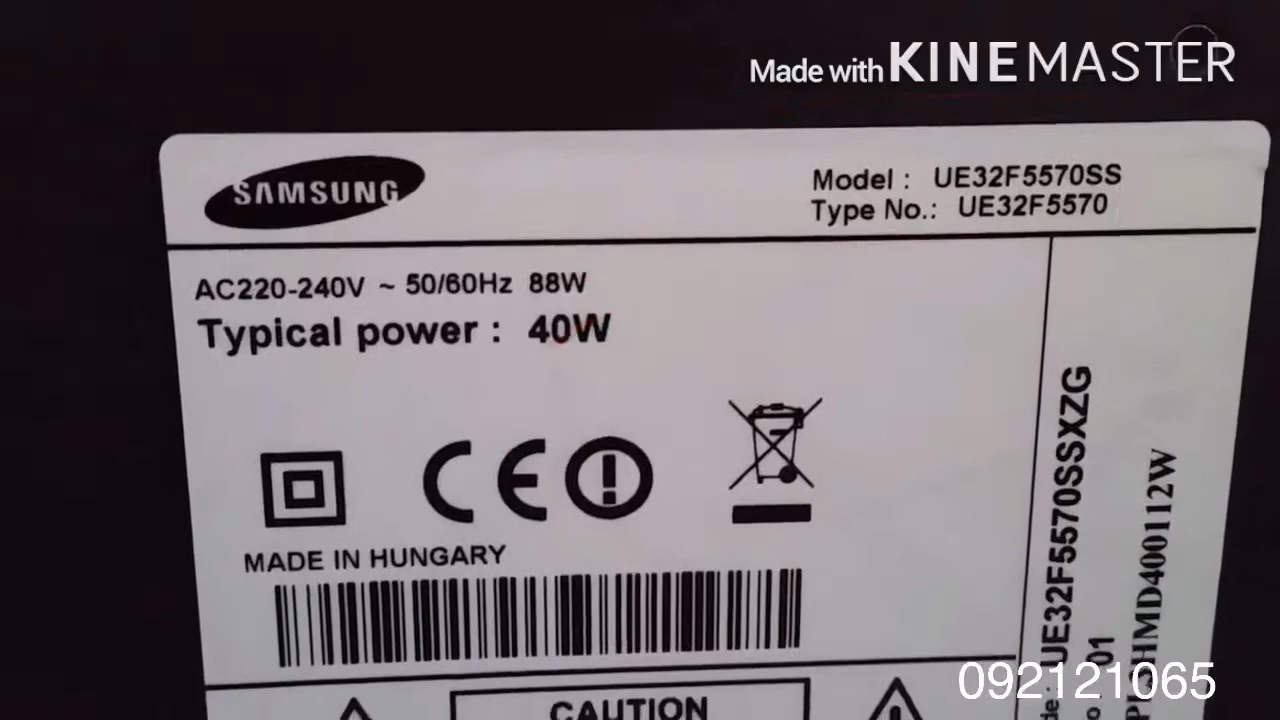 Made with KINEMASTER
SAMSUNG
Model : UE32F5570SS
Type No.: UE32F5570
AC220-240V ~ 50/60Hz 88W
Typical power : 40W
CE
MADE IN HUNGARY
CAUTION
UE32F5570SSXZG
01
092121065